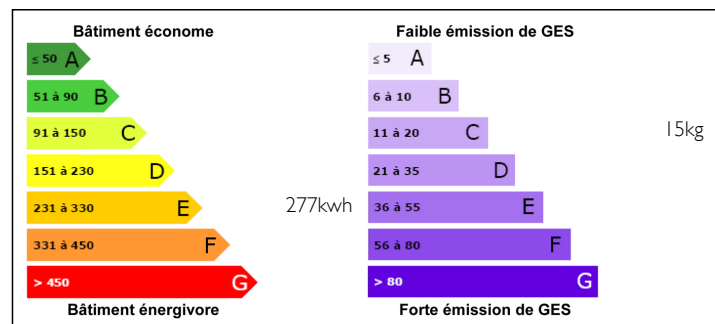 Bâtiment économe
≤ 50 A
51 à 90 B
91 à 150 C
151 à 230 D
231 à 330 E
277kwh
331 à 450 F
> 450 G
Bâtiment énergivore
Faible émission de GES
≤ 5 A
6 à 10 B
11 à 20 C
15kg
21 à 35 D
36 à 55 E
56 à 80 F
> 80 G
Forte émission de GES